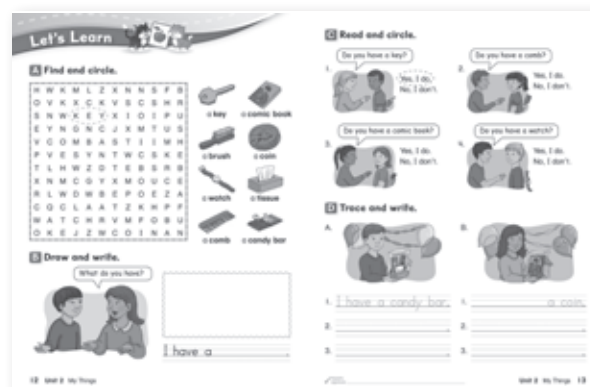 Let's Learn
A Find and circle.
H W K M L Z X N N S F B
O V K X C K V S C S H R
S N W K E Y X I O I P U
E Y N G N C J X M T U S
V C O M B A S T I I M H
P V E S Y N T W C S K E
T L H W Z D T E B S R B
X N M C G Y X M O U C E
R L W D W B E P O E Z A
C G C L A A T Z K H P F
W A T C H R V M F O B U
O K E J Z W C O I N A N
a key
a comic book
a brush
a coin
a watch
a tissue
a comb
a candy bar
B Draw and write.
What do you have?
I have a .
12 Unit 2 My Things
C Read and circle.
1. Do you have a key?
Yes, I do.
No, I don't.
2. Do you have a comb?
Yes, I do.
No, I don't.
3. Do you have a comic book?
Yes, I do.
No, I don't.
4. Do you have a watch?
Yes, I do.
No, I don't.
D Trace and write.
A.
1. I have a candy bar.
2. .
3. .
B.
1. a coin.
2. .
3. .
Unit 2 My Things 13